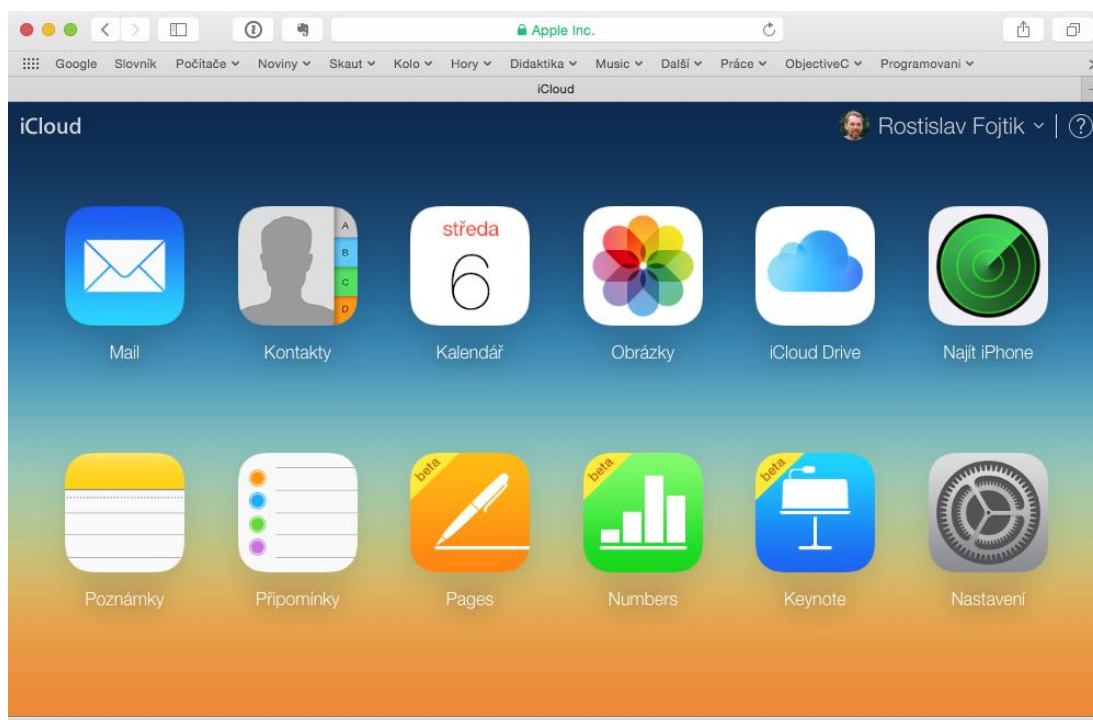 Apple Inc.
Google Slovník Počítače Noviny Skaut Kolo Hory Didaktika Music Další Práce ObjectiveC Programovani
iCloud
iCloud Rostislav Fojtik ?
A
B
C
D
středa
6
Mail Kontakty Kalendář Obrázky iCloud Drive Najít iPhone
beta beta beta
Poznámky Připomínky Pages Numbers Keynote Nastavení